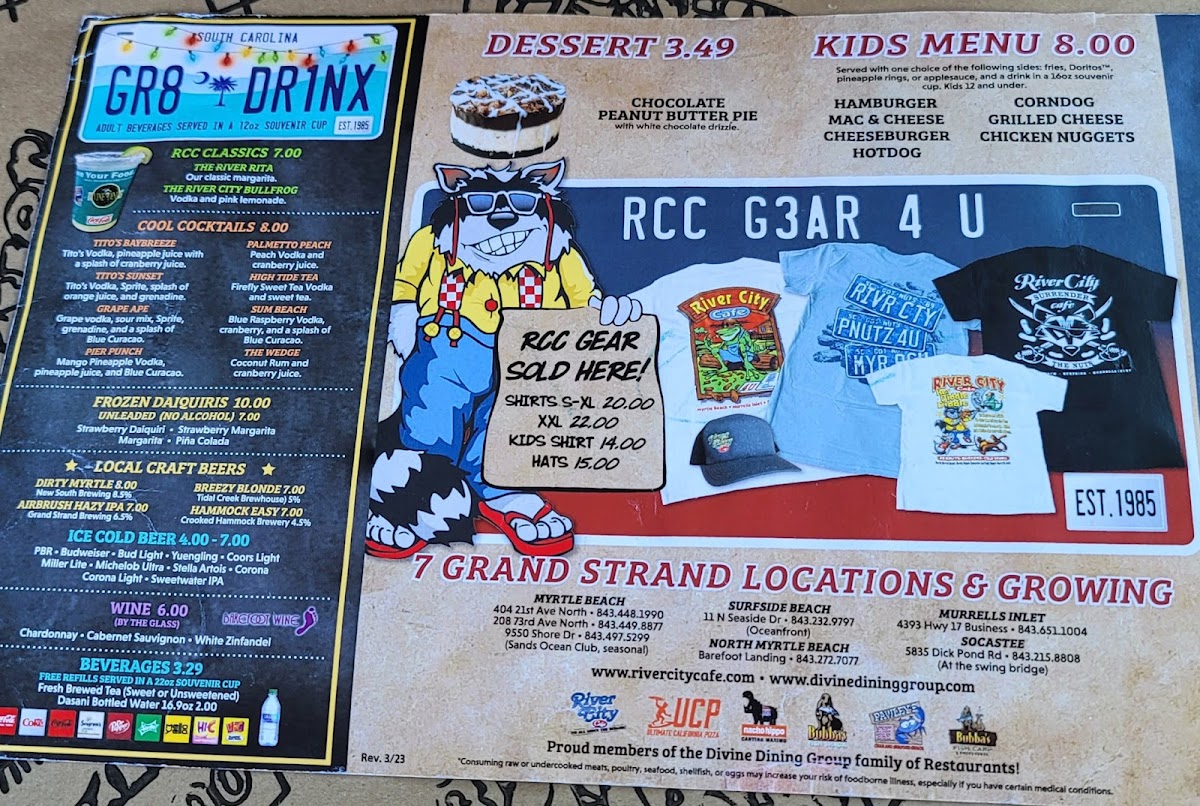 SOUTH CAROLINA
GR8 DR1NX
ADULT BEVERAGES SERVED IN A 12oz SOUVENIR CUP
EST.1985
RCC CLASSICS 7.00
THE RIVER RITA
Our classic margarita.
THE RIVER CITY BULLFROG
Vodka and pink lemonade.
COOL COCKTAILS 8.00
TITO'S BAYBREEZE
Tito's Vodka, pineapple juice with
a splash of cranberry juice.
TITO'S SUNSET
Tito's Vodka, Sprite, splash of
orange juice, and grenadine.
GRAPE APE
Grape vodka, sour mix, Sprite,
grenadine, and a splash of
Blue Curacao.
PIER PUNCH
Mango Pineapple Vodka,
pineapple juice, and Blue Curacao.
PALMETTO PEACH
Peach Vodka and
cranberry juice.
HIGH TIDE TEA
Firefly Sweet Tea Vodka
and sweet tea.
SUM BEACH
Blue Raspberry Vodka,
cranberry, and a splash of
Blue Curacao.
THE WEDGE
Coconut Rum and
cranberry juice.
FROZEN DAIQUIRIS 10.00
UNLEADED (NO ALCOHOL) 7.00
Strawberry Daiquiri • Strawberry Margarita
Margarita • Piña Colada
LOCAL CRAFT BEERS
DIRTY MYRTLE 8.00
New South Brewing 8.5%
AIRBRUSH HAZY IPA 7.00
Grand Strand Brewing 6.5%
BREEZY BLONDE 7.00
Tidal Creek Brewhouse) 5%
HAMMOCK EASY 7.00
Crooked Hammock Brewery 4.5%
ICE COLD BEER 4.00 - 7.00
PBR • Budweiser • Bud Light • Yuengling • Coors Light
Miller Lite • Michelob Ultra • Stella Artois • Corona
Corona Light • Sweetwater IPA
WINE 6.00
(BY THE GLASS)
Chardonnay • Cabernet Sauvignon • White Zinfandel
BEVERAGES 3.29
FREE REFILLS SERVED IN A 22oz SOUVENIR CUP
Fresh Brewed Tea (Sweet or Unsweetened)
Dasani Bottled Water 16.9oz 2.00
Coke
Dr Pepper
HI-C
DESSERT 3.49
CHOCOLATE
PEANUT BUTTER PIE
with white chocolate drizzle.
KIDS MENU 8.00
Served with one choice of the following sides: fries, Doritos™,
pineapple rings, or applesauce, and a drink in a 16oz souvenir
cup. Kids 12 and under.
HAMBURGER
MAC & CHEESE
CHEESEBURGER
HOTDOG
CORNDOG
GRILLED CHEESE
CHICKEN NUGGETS
RCC G3AR 4 U
River City
Cafe
RIVR CTY
PNUTZ 4U
River City
SURRENDER
cafe
THE NUTS
RIVER CITY
RCC GEAR
SOLD HERE!
SHIRTS S-XL 20.00
XXL 22.00
KIDS SHIRT 14.00
HATS 15.00
EST.1985
7 GRAND STRAND LOCATIONS & GROWING
MYRTLE BEACH
404 21st Ave North • 843.448.1990
208 73rd Ave North • 843.449.8877
9550 Shore Dr • 843.497.5299
(Sands Ocean Club, seasonal)
SURFSIDE BEACH
11 N Seaside Dr • 843.232.9797
(Oceanfront)
NORTH MYRTLE BEACH
Barefoot Landing • 843.272.7077
MURRELLS INLET
4393 Hwy 17 Business • 843.651.1004
SOCASTEE
5835 Dick Pond Rd • 843.215.8808
(At the swing bridge)
www.rivercitycafe.com • www.divinedininggroup.com
River City
UCP
ULTIMATE CALIFORNIA PIZZA
nacho hippo
CANTINA MAXIMO
Bubba's
PAWLEY'S
Bubba's
Proud members of the Divine Dining Group family of Restaurants!
Rev. 3/23
*Consuming raw or undercooked meats, poultry, seafood, shellfish, or eggs may increase your risk of foodborne illness, especially if you have certain medical conditions.